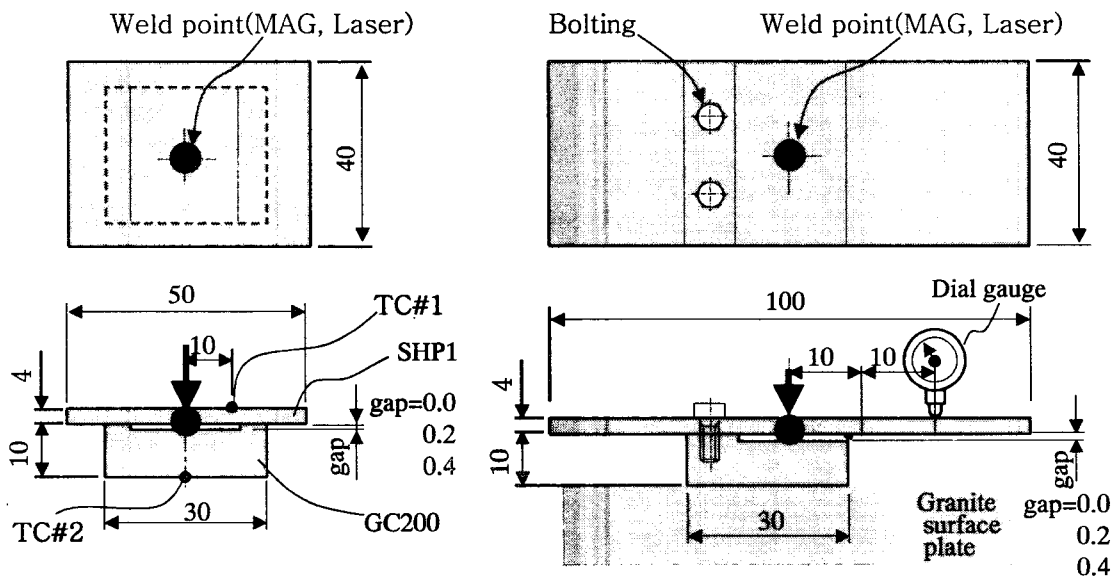 Weld point(MAG, Laser)
40
50
TC#1
10
SHP1
4
gap=0.0
0.2
0.4
gap
10
30
TC#2
GC200
Bolting
Weld point(MAG, Laser)
40
100
Dial gauge
10
10
4
10
gap
30
Granite
surface
plate
gap=0.0
0.2
0.4